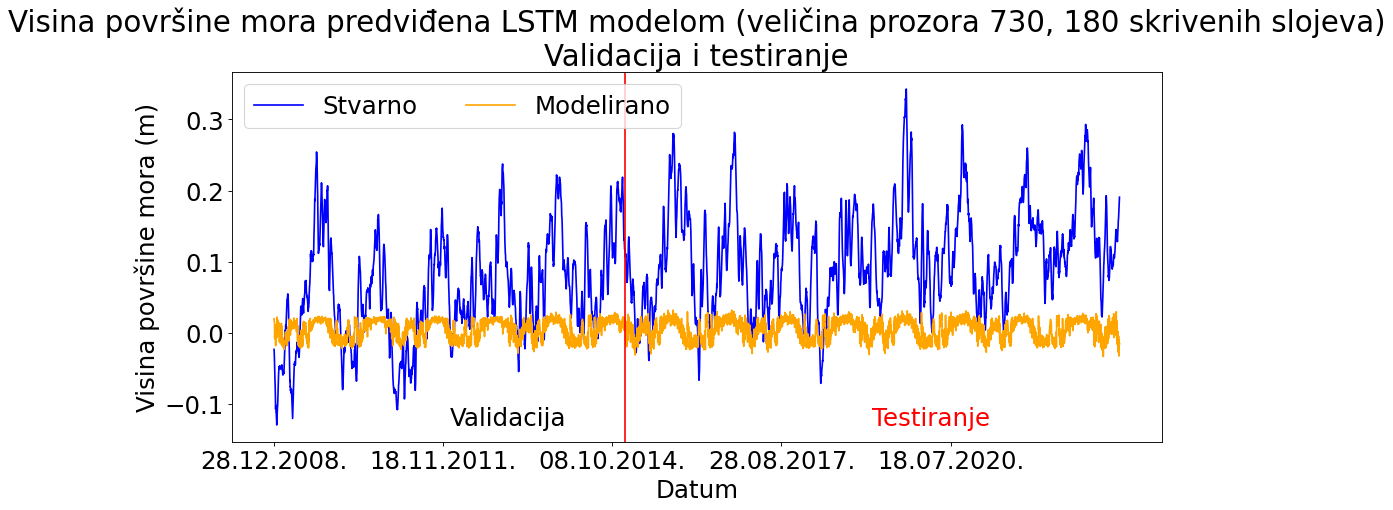 Visina površine mora predviđena LSTM modelom (veličina prozora 730, 180 skrivenih slojeva)
Validacija i testiranje
Stvarno
Modelirano
Visina površine mora (m)
0.3
0.2
0.1
0.0
−0.1
Validacija
Testiranje
28.12.2008.
18.11.2011.
08.10.2014.
28.08.2017.
18.07.2020.
Datum